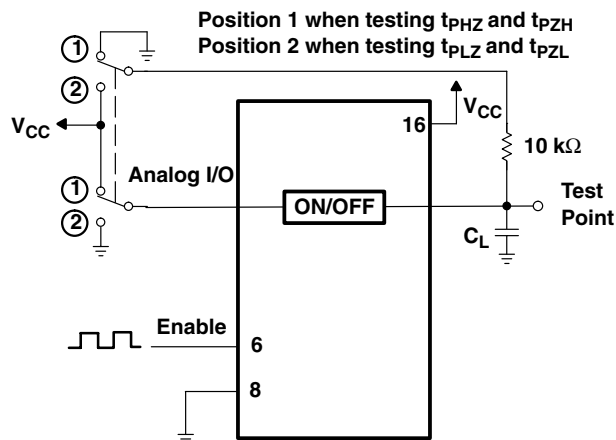 Position 1 when testing tPHZ and tPZH
Position 2 when testing tPLZ and tPZL
1
2
VCC
16
VCC
10 kΩ
Analog I/O
1
2
ON/OFF
Test
Point
CL
Enable
6
8